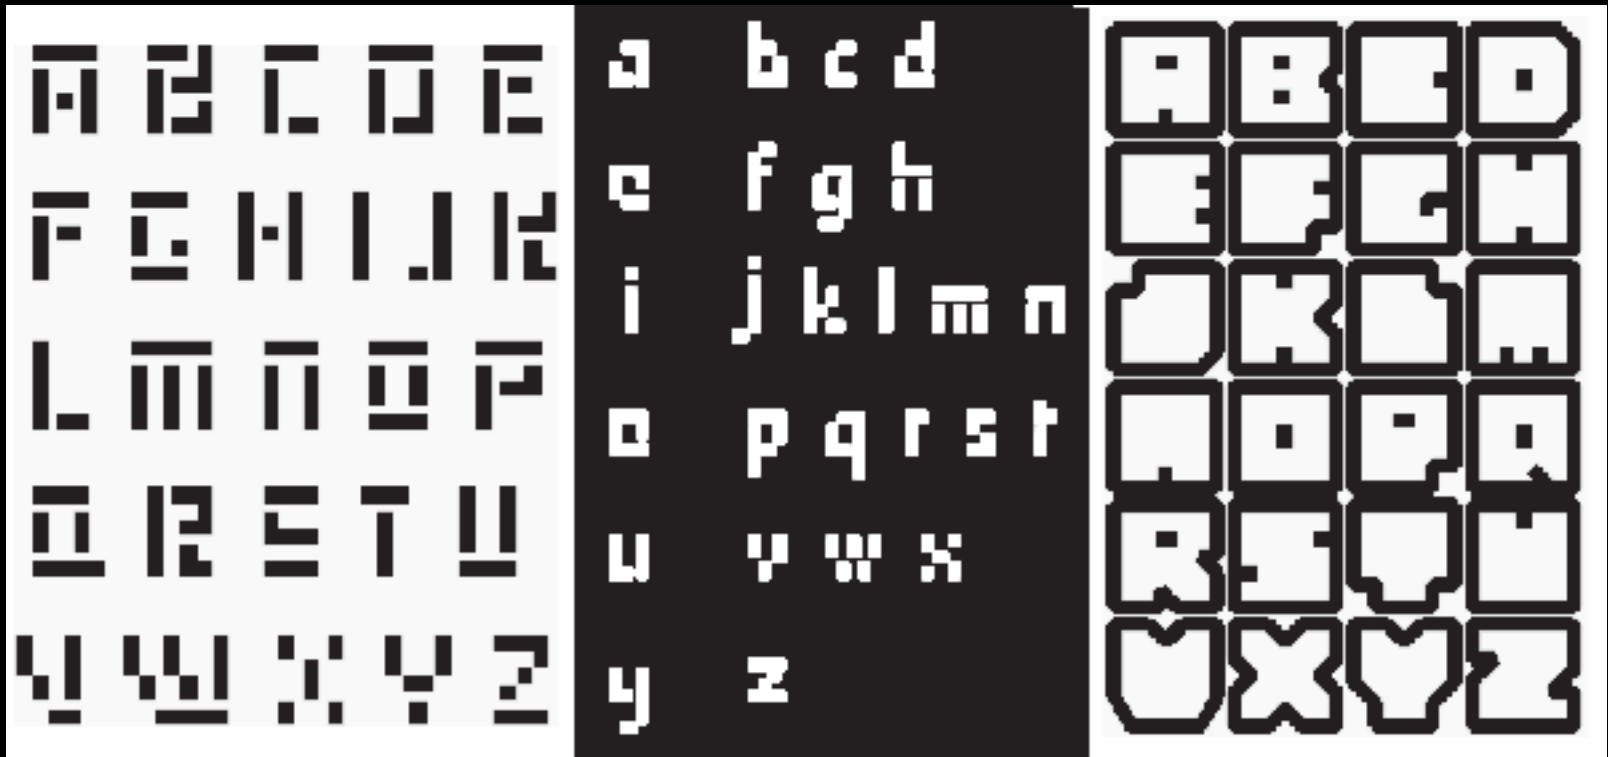 A B C D E
F G H I J K
L M N O P
Q R S T U
V W X Y Z
a b c d
e f g h
i j k l m n
o p q r s t
u v w x
y z
A B C D
E F G H
J K L M
N O P Q
R S T U
V X Y Z